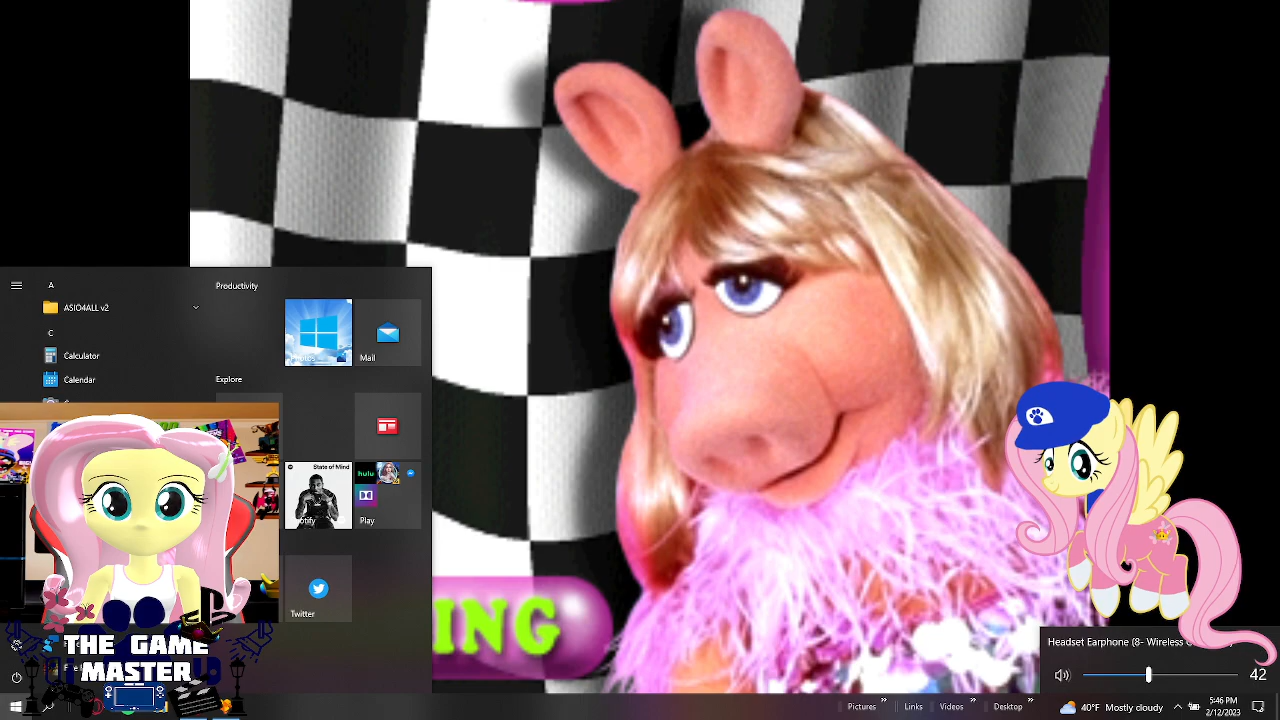 A
Productivity
ASIO4ALL v2
C
Photos
Mail
Calculator
Calendar
Explore
State of Mind
hulu
Play
Twitter
ING
THE GAME
MASTER
Headset Earphone (8- Wireless
42
Pictures
Links
Videos
Desktop
40°F Mostly cloudy
5:46 PM
2/12/2023